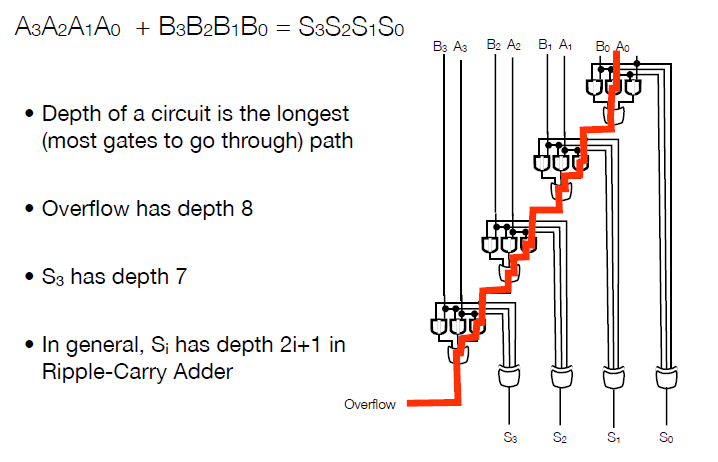 A₃A₂A₁A₀ + B₃B₂B₁B₀ = S₃S₂S₁S₀
• Depth of a circuit is the longest
(most gates to go through) path
• Overflow has depth 8
• S₃ has depth 7
• In general, Sᵢ has depth 2i+1 in
Ripple-Carry Adder
B₃ A₃ B₂ A₂ B₁ A₁ B₀ A₀
Overflow
S₃ S₂ S₁ S₀